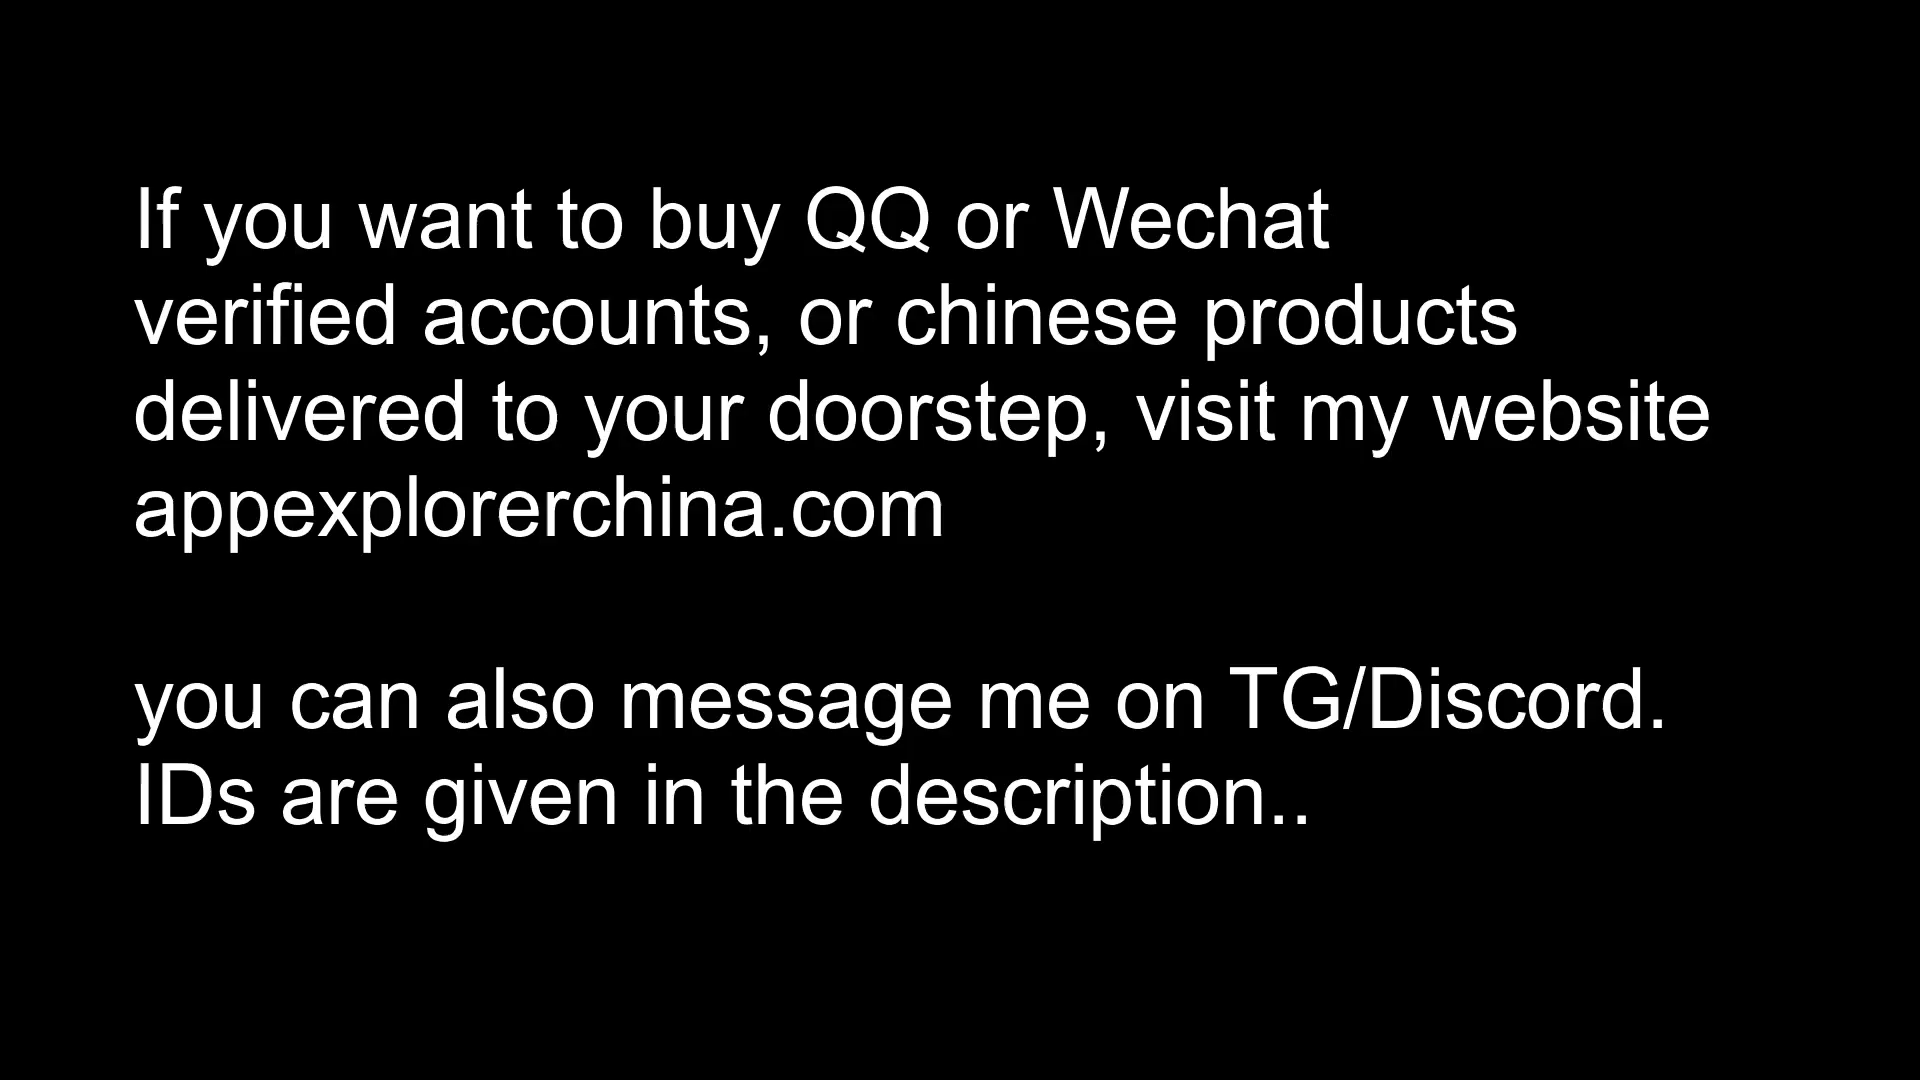 If you want to buy QQ or Wechat
verified accounts, or chinese products
delivered to your doorstep, visit my website
appexplorerchina.com
you can also message me on TG/Discord.
IDs are given in the description..